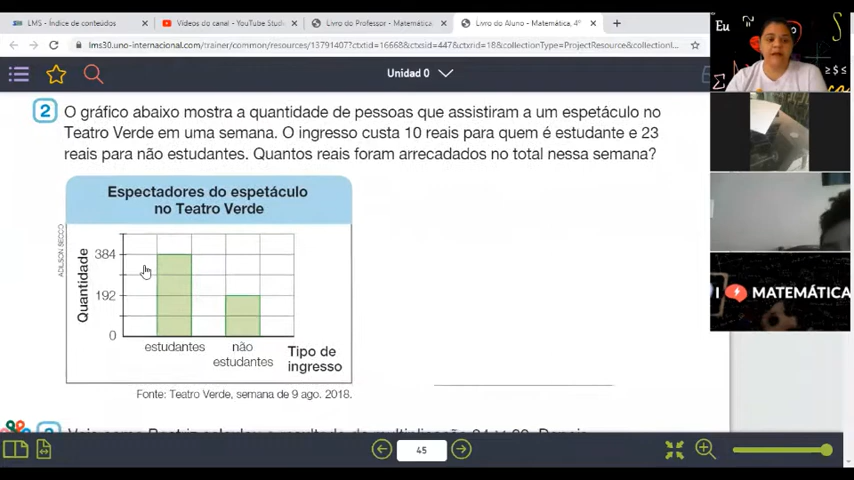 LMS - Índice de conteúdos
Vídeos do canal - YouTube Studi
Livro do Professor - Matemática,
Livro do Aluno - Matemática, 4º
lms30.uno-internacional.com/trainer/common/resources/13791407?ctxtid=16668&ctxsid=447&ctxrid=18&collectionType=ProjectResource&collectionI
Unidad 0
Eu
MATEMÁTICA
2 O gráfico abaixo mostra a quantidade de pessoas que assistiram a um espetáculo no
Teatro Verde em uma semana. O ingresso custa 10 reais para quem é estudante e 23
reais para não estudantes. Quantos reais foram arrecadados no total nessa semana?
Espectadores do espetáculo
no Teatro Verde
ADILSON SECCO
Quantidade
384
192
0
estudantes
não
estudantes
Tipo de
ingresso
Fonte: Teatro Verde, semana de 9 ago. 2018.
45